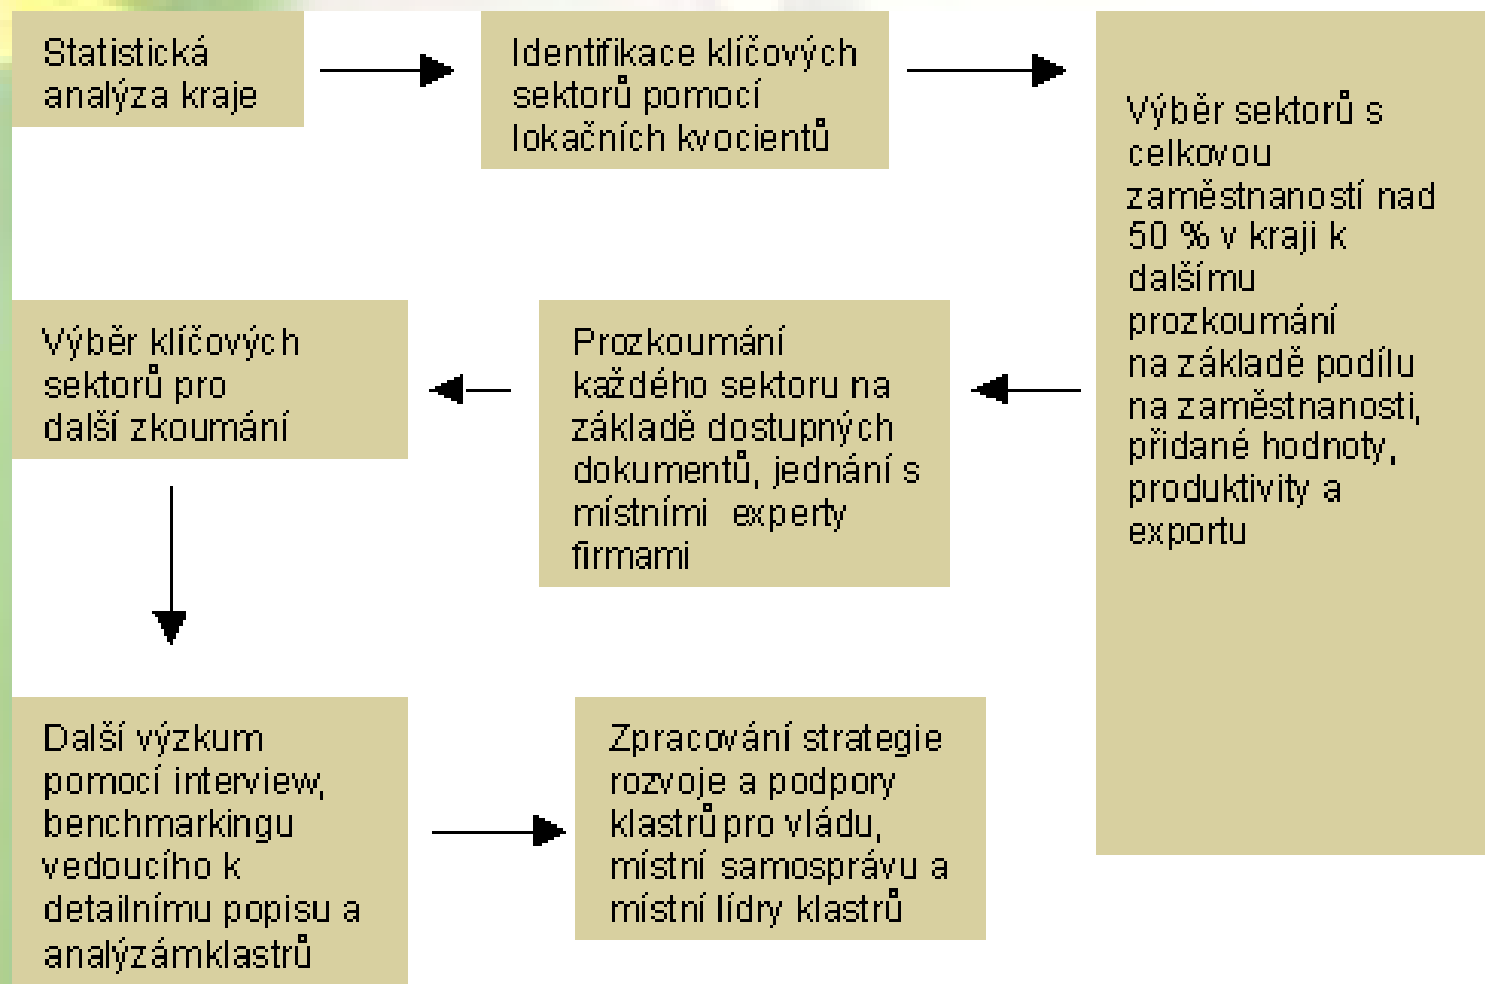 Statistická
analýza kraje
Identifikace klíčových
sektorů pomocí
lokačních kvocientů
Výběr sektorů s
celkovou
zaměstnaností nad
50 % v kraji k
dalšímu
prozkoumání
na základě podílu
na zaměstnanosti,
přidané hodnoty,
produktivity a
exportu
Prozkoumání
každého sektoru na
základě dostupných
dokumentů, jednání s
místními experty
firmami
Výběr klíčových
sektorů pro
další zkoumání
Další výzkum
pomocí interview,
benchmarkingu
vedoucího k
detailnímu popisu a
analýzámklastrů
Zpracování strategie
rozvoje a podpory
klastrů pro vládu,
místní samosprávu a
místní lídry klastrů